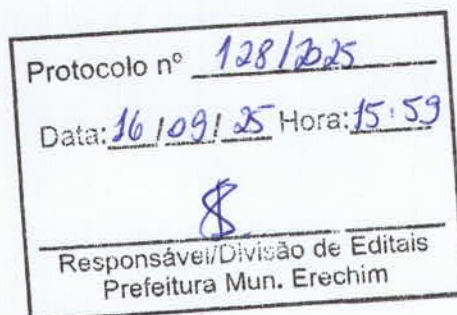 Protocolo nº 128/2025
Data: 16/09/25 Hora: 15:59
Responsável/Divisão de Editais
Prefeitura Mun. Erechim